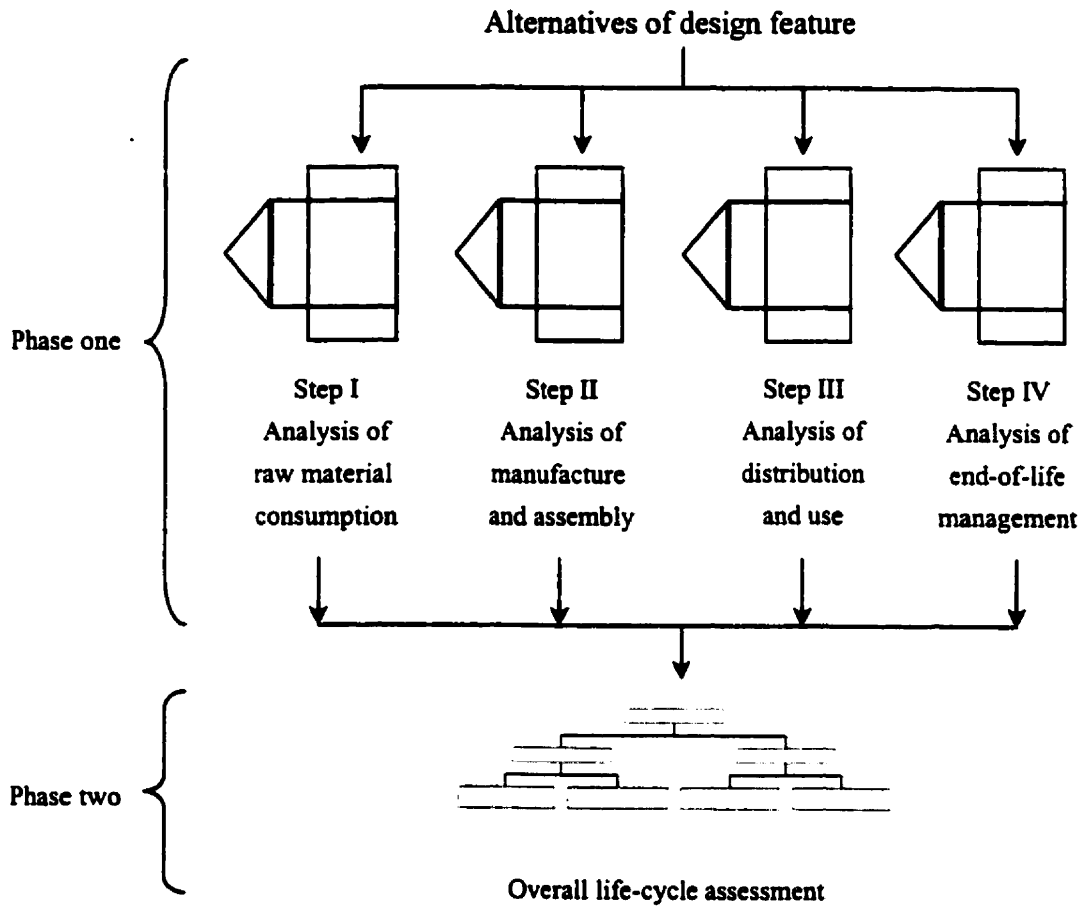 Alternatives of design feature
Phase one
Step I
Analysis of
raw material
consumption
Step II
Analysis of
manufacture
and assembly
Step III
Analysis of
distribution
and use
Step IV
Analysis of
end-of-life
management
Phase two
Overall life-cycle assessment